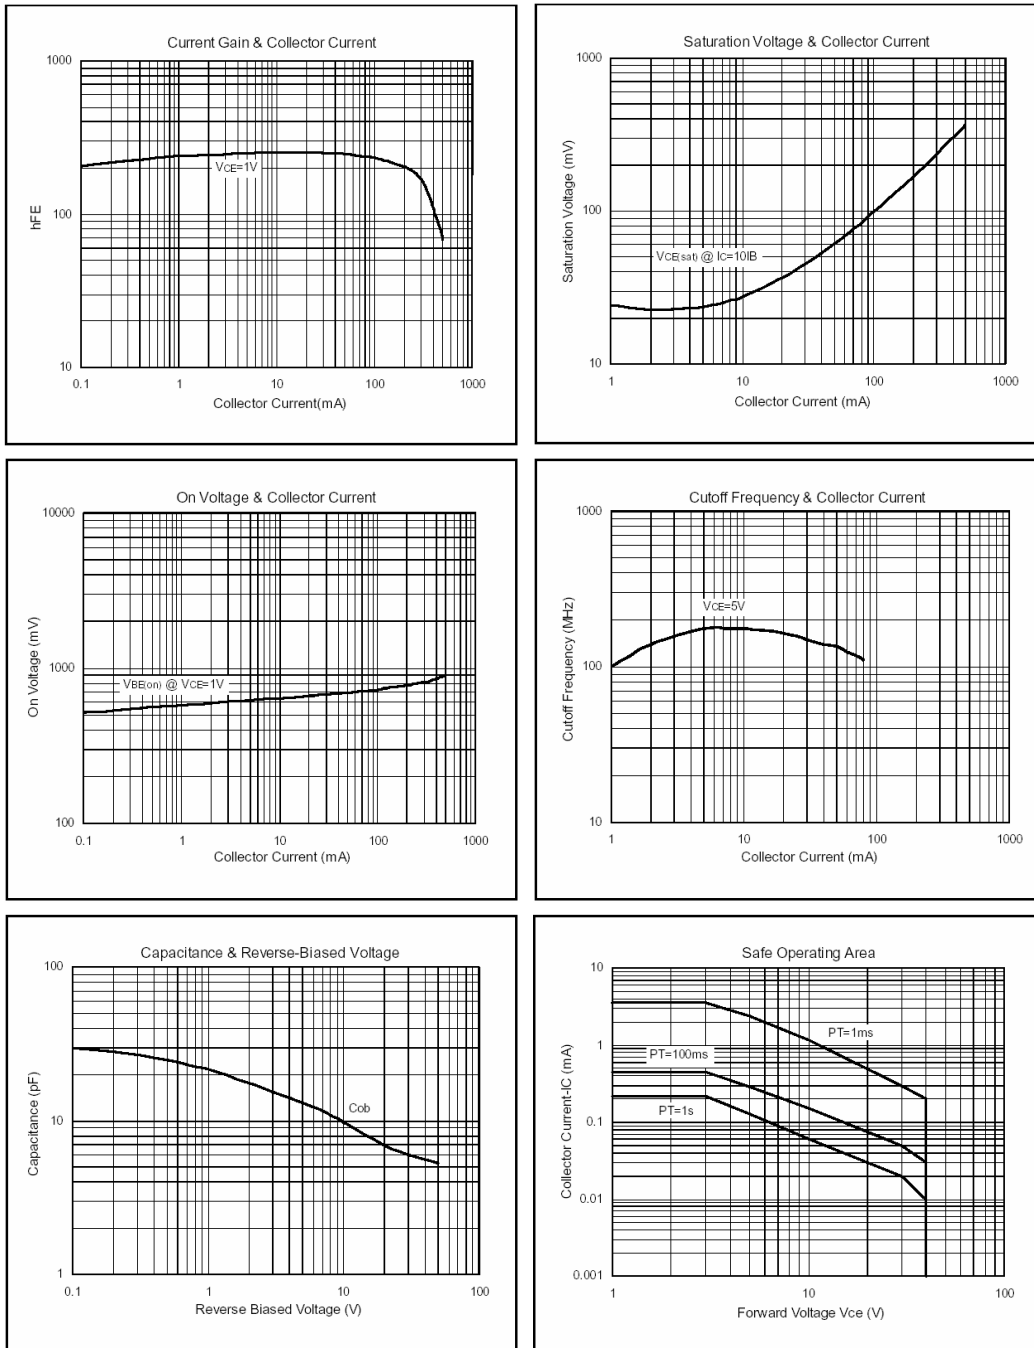 Current Gain & Collector Current
1000
100
10
hFE
VCE=1V
0.1
1
10
100
1000
Collector Current(mA)
Saturation Voltage & Collector Current
1000
100
10
Saturation Voltage (mV)
VCE(sat) @ IC=10IB
1
10
100
1000
Collector Current (mA)
On Voltage & Collector Current
10000
1000
100
On Voltage (mV)
VBE(on) @ VCE=1V
0.1
1
10
100
1000
Collector Current (mA)
Cutoff Frequency & Collector Current
1000
100
10
Cutoff Frequency (MHz)
VCE=5V
1
10
100
1000
Collector Current (mA)
Capacitance & Reverse-Biased Voltage
100
10
1
Capacitance (pF)
Cob
0.1
1
10
100
Reverse Biased Voltage (V)
Safe Operating Area
10
1
0.1
0.01
0.001
Collector Current-IC (mA)
PT=1ms
PT=100ms
PT=1s
1
10
100
Forward Voltage Vce (V)